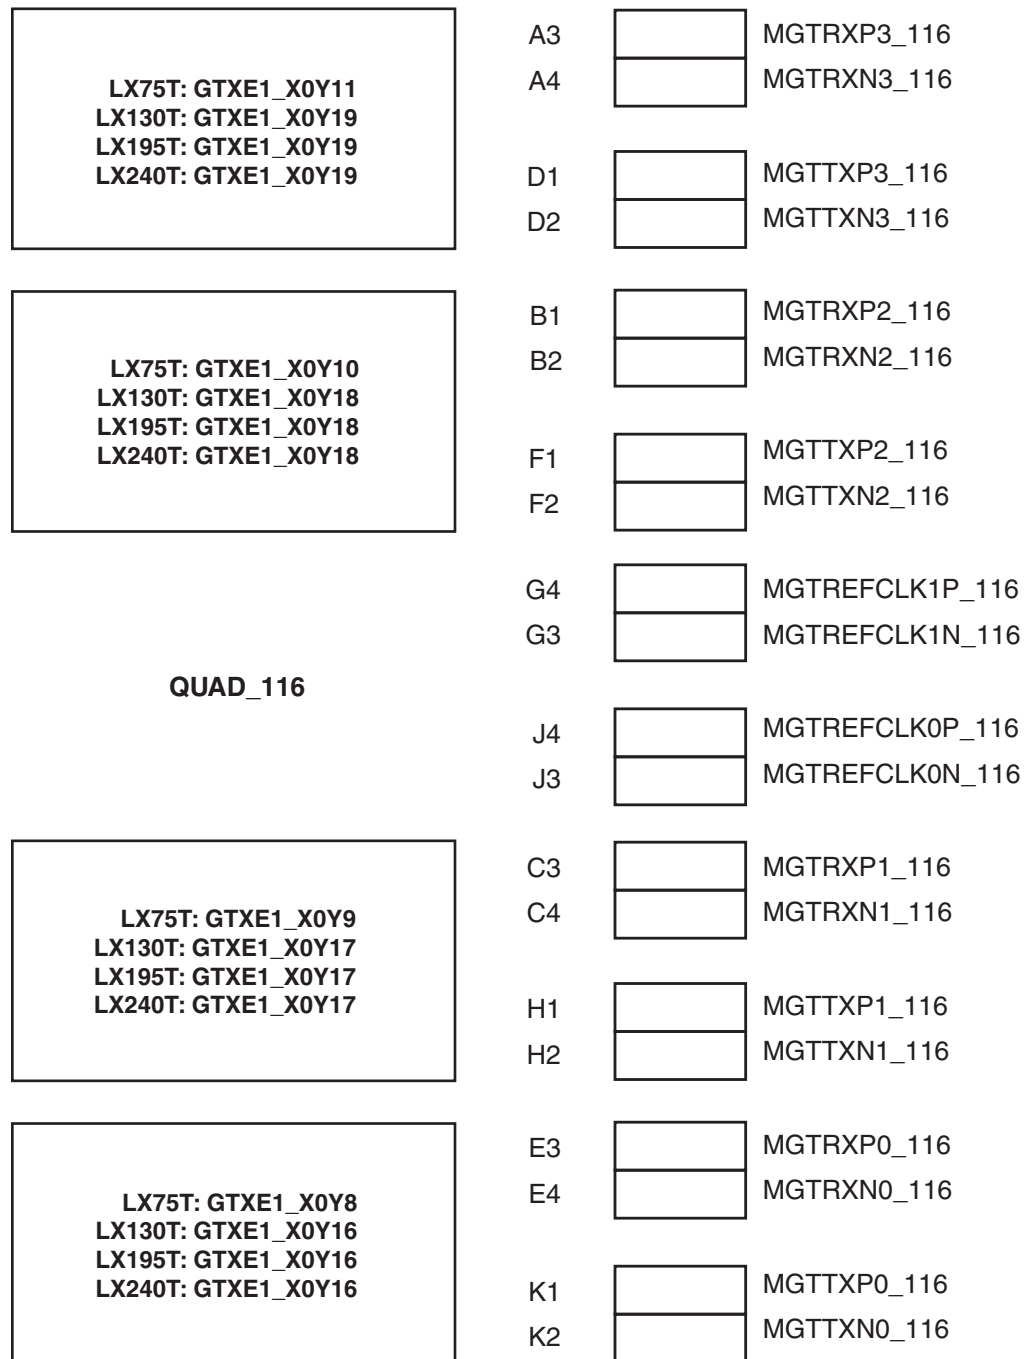 LX75T: GTXE1_X0Y11
LX130T: GTXE1_X0Y19
LX195T: GTXE1_X0Y19
LX240T: GTXE1_X0Y19
A3 MGTRXP3_116
A4 MGTRXN3_116
D1 MGTTXP3_116
D2 MGTTXN3_116
LX75T: GTXE1_X0Y10
LX130T: GTXE1_X0Y18
LX195T: GTXE1_X0Y18
LX240T: GTXE1_X0Y18
B1 MGTRXP2_116
B2 MGTRXN2_116
F1 MGTTXP2_116
F2 MGTTXN2_116
QUAD_116
G4 MGTREFCLK1P_116
G3 MGTREFCLK1N_116
J4 MGTREFCLK0P_116
J3 MGTREFCLK0N_116
LX75T: GTXE1_X0Y9
LX130T: GTXE1_X0Y17
LX195T: GTXE1_X0Y17
LX240T: GTXE1_X0Y17
C3 MGTRXP1_116
C4 MGTRXN1_116
H1 MGTTXP1_116
H2 MGTTXN1_116
LX75T: GTXE1_X0Y8
LX130T: GTXE1_X0Y16
LX195T: GTXE1_X0Y16
LX240T: GTXE1_X0Y16
E3 MGTRXP0_116
E4 MGTRXN0_116
K1 MGTTXP0_116
K2 MGTTXN0_116